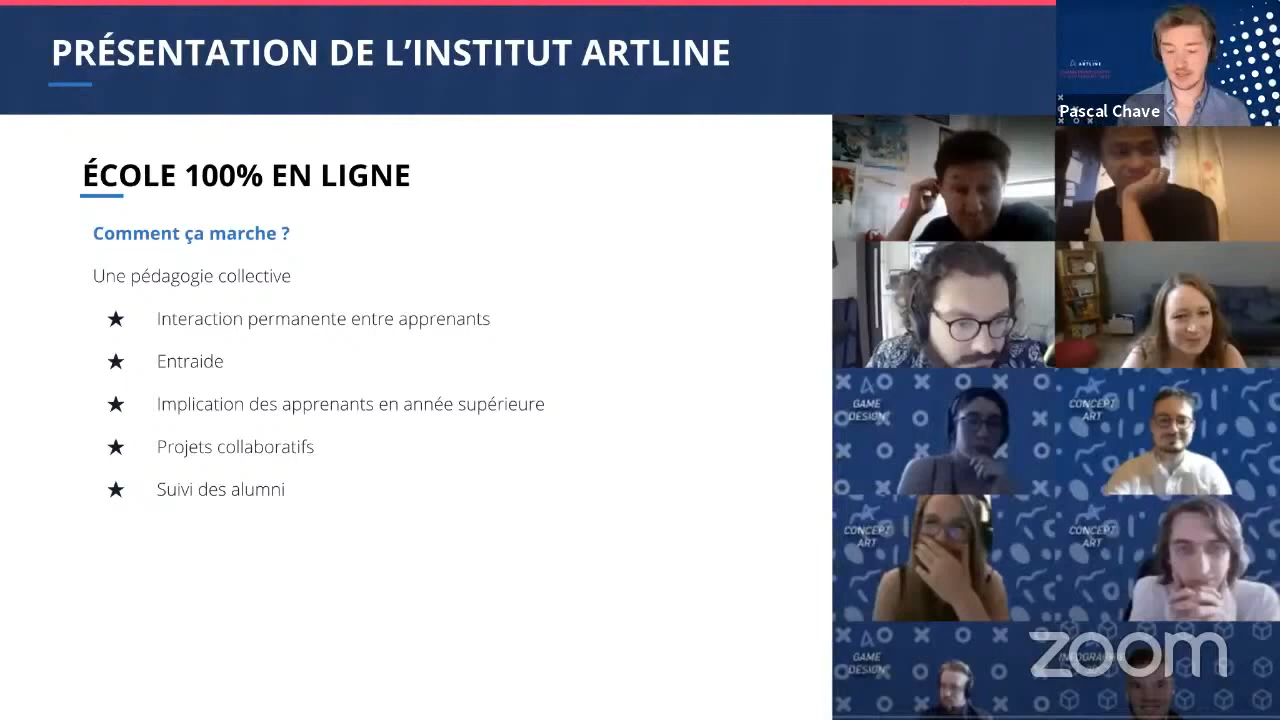 PRÉSENTATION DE L'INSTITUT ARTLINE
ÉCOLE 100% EN LIGNE
Comment ça marche ?
Une pédagogie collective
★ Interaction permanente entre apprenants
★ Entraide
★ Implication des apprenants en année supérieure
★ Projets collaboratifs
★ Suivi des alumni
ARTLINE
Pascal Chave
GAME
DESIGN
CONCEPT
ART
CONCEPT
ART
CONCEPT
ART
GAME
DESIGN
zoom